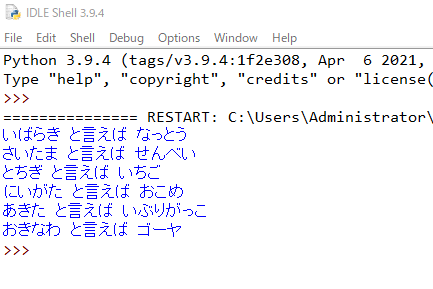 IDLE Shell 3.9.4
File Edit Shell Debug Options Window Help
Python 3.9.4 (tags/v3.9.4:1f2e308, Apr  6 2021,
Type "help", "copyright", "credits" or "license(
>>>
=============== RESTART: C:\Users\Administrator\
いばらき と言えば なっとう
さいたま と言えば せんべい
とちぎ と言えば いちご
にいがた と言えば おこめ
あきた と言えば いぶりがっこ
おきなわ と言えば ゴーヤ
>>>